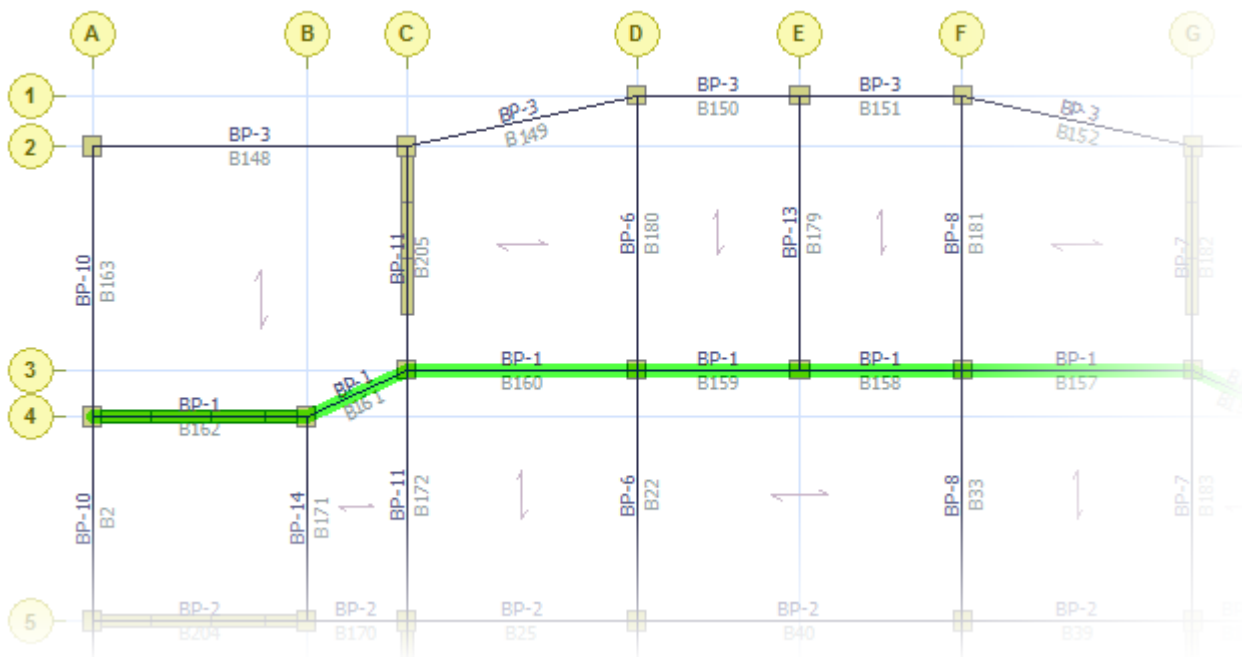 A B C D E F G
1
BP-3 BP-3
BP-3 B150 B151 BP-3
B149 B152
2
BP-3
B148
BP-10 B163
BP-11 B205
BP-6 B180
BP-13 B179
BP-8 B181
BP-7 B182
3
BP-1 BP-1 BP-1 BP-1
B160 B159 B158 B157
BP-1
B161
4
BP-1
B162
BP-10 B2
BP-14 B171
BP-11 B172
BP-6 B22
BP-8 B33
BP-7 B183
5
BP-2 BP-2 BP-2 BP-2 BP-2
B204 B170 B25 B40 B39